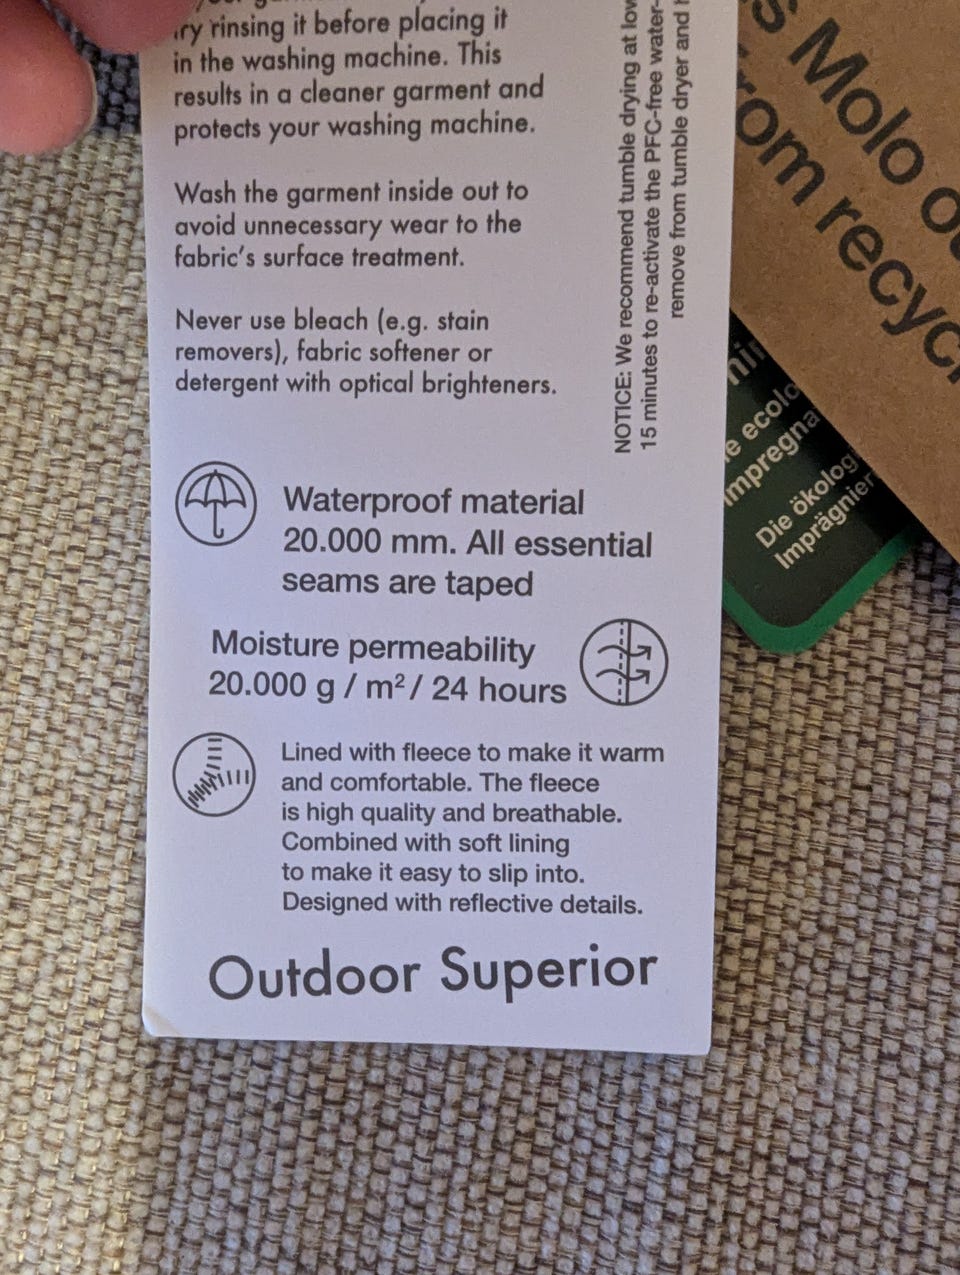 rinsing it before placing it
in the washing machine. This
results in a cleaner garment and
protects your washing machine.
Wash the garment inside out to
avoid unnecessary wear to the
fabric's surface treatment.
Never use bleach (e.g. stain
removers), fabric softener or
detergent with optical brighteners.
NOTICE: We recommend tumble drying at low
15 minutes to re-activate the PFC-free water-
remove from tumble dryer and
Waterproof material
20.000 mm. All essential
seams are taped
Moisture permeability
20.000 g / m² / 24 hours
Lined with fleece to make it warm
and comfortable. The fleece
is high quality and breathable.
Combined with soft lining
to make it easy to slip into.
Designed with reflective details.
Outdoor Superior
Molo
from recyc
Die ökolog
Imprägnier